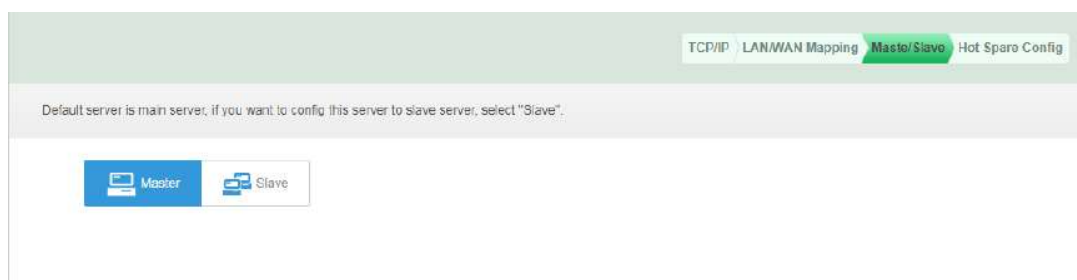 TCP/IP LAN/WAN Mapping Maste/Slave Hot Spare Config
Default server is main server, if you want to config this server to slave server, select "Slave".
Master Slave